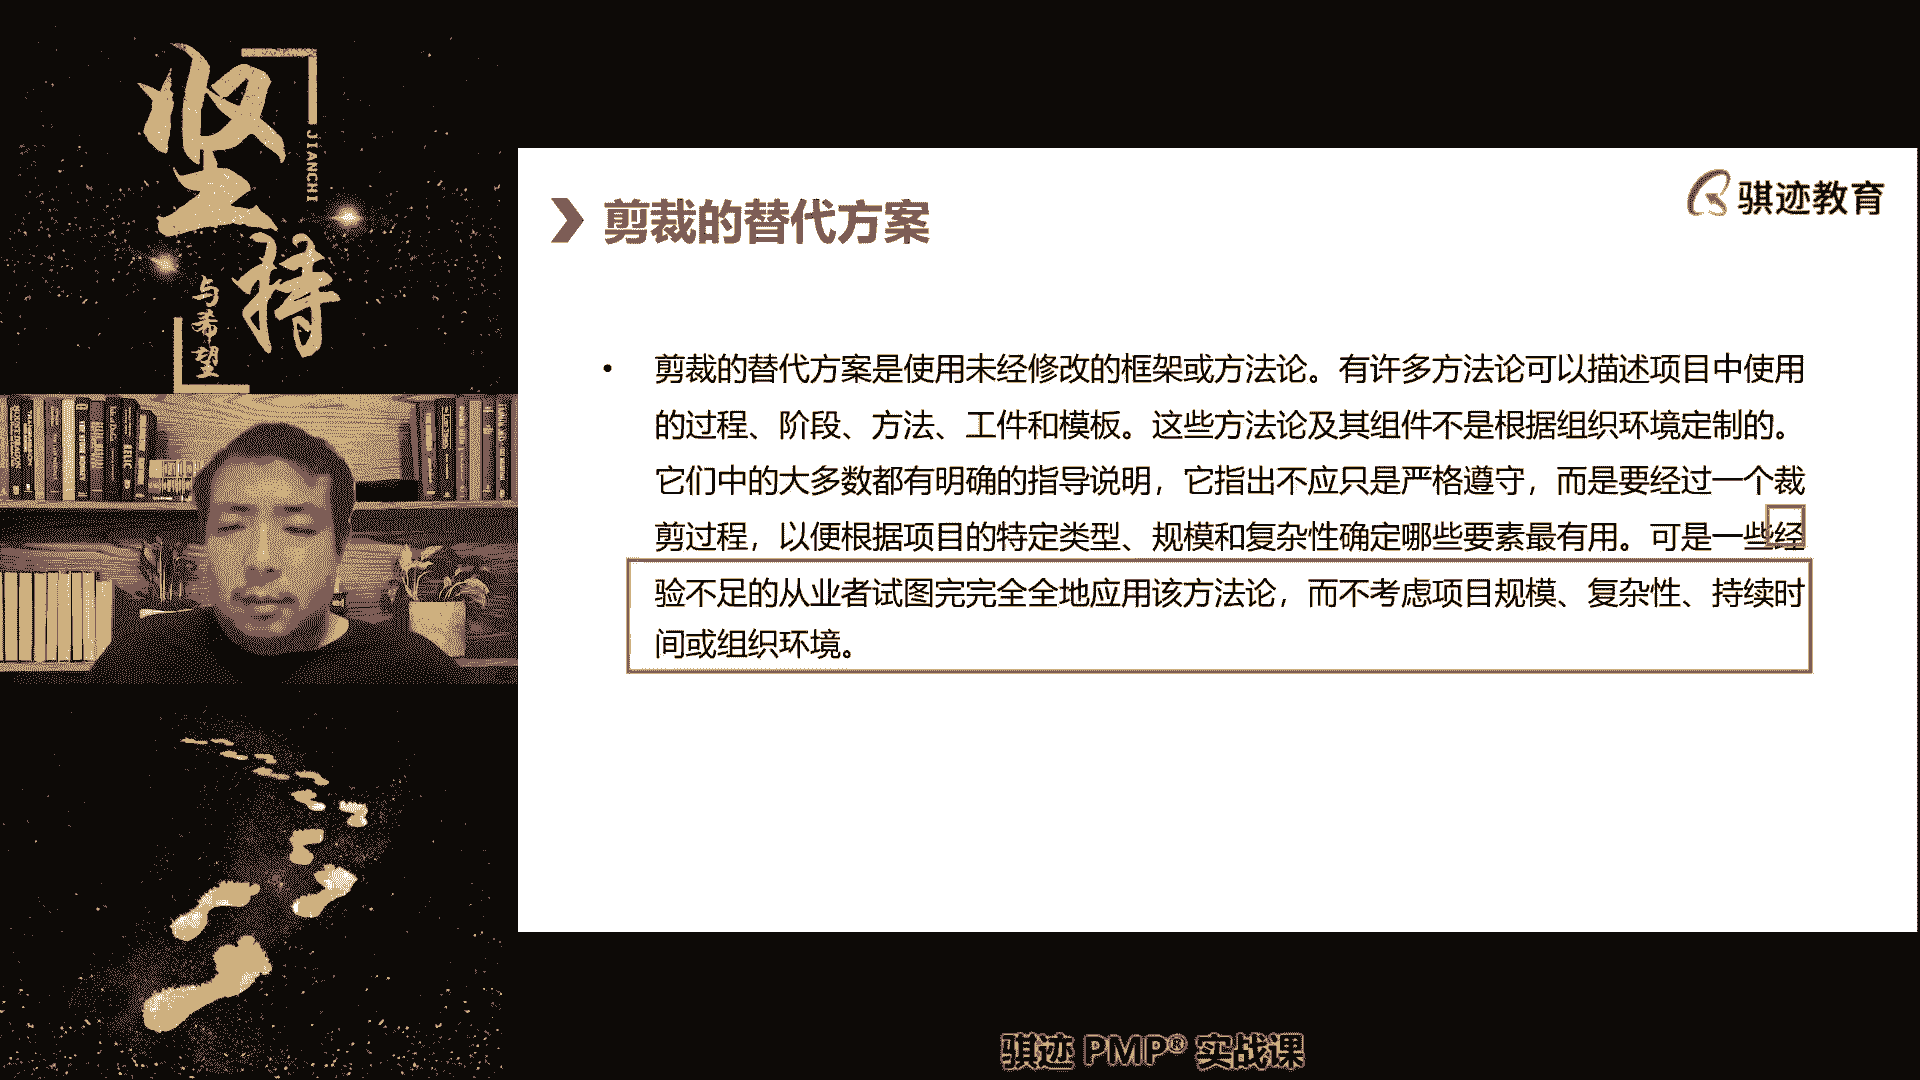 坚持
JIANCHI
与希望
骐迹教育
剪裁的替代方案
• 剪裁的替代方案是使用未经修改的框架或方法论。有许多方法论可以描述项目中使用
的过程、阶段、方法、工件和模板。这些方法论及其组件不是根据组织环境定制的。
它们中的大多数都有明确的指导说明，它指出不应只是严格遵守，而是要经过一个裁
剪过程，以便根据项目的特定类型、规模和复杂性确定哪些要素最有用。可是一些经
验不足的从业者试图完完全全地应用该方法论，而不考虑项目规模、复杂性、持续时
间或组织环境。
骐迹 PMP® 实战课